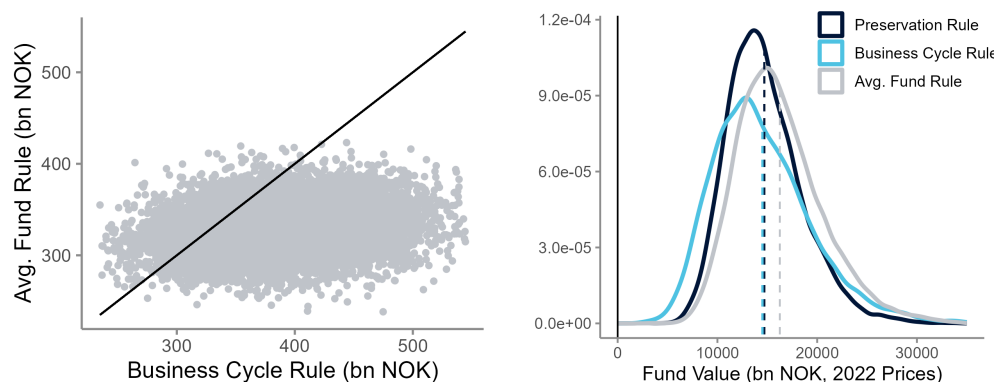 Avg. Fund Rule (bn NOK)
500
400
300
300
400
500
Business Cycle Rule (bn NOK)
1.2e-04
9.0e-05
6.0e-05
3.0e-05
0.0e+00
0
10000
20000
30000
Fund Value (bn NOK, 2022 Prices)
Preservation Rule
Business Cycle Rule
Avg. Fund Rule